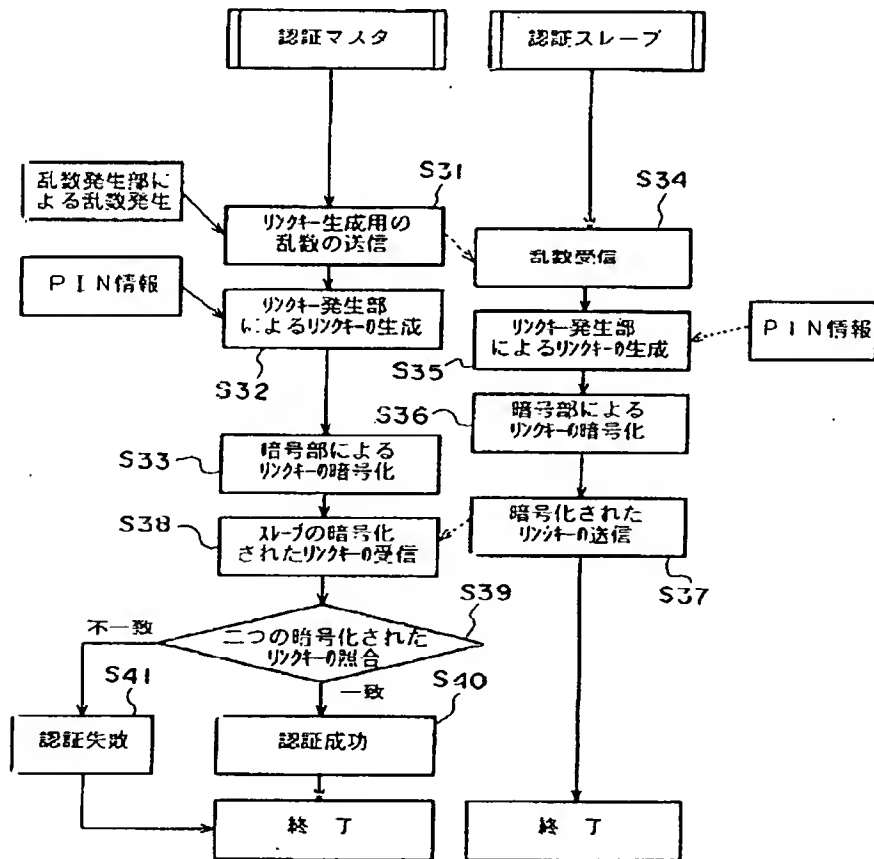 認証マスタ
認証スレーブ
S31
乱数発生部に
よる乱数発生
S34
リンクキー生成用の
乱数の送信
乱数受信
PIN情報
リンクキー発生部
によるリンクキーの生成
リンクキー発生部
によるリンクキーの生成
PIN情報
S32
S35
S36
暗号部による
リンクキーの暗号化
暗号部による
リンクキーの暗号化
S33
S38
スレーブの暗号化
されたリンクキーの受信
暗号化された
リンクキーの送信
S37
S39
不一致
二つの暗号化された
リンクキーの照合
S41
一致
S40
認証失敗
認証成功
終了
終了